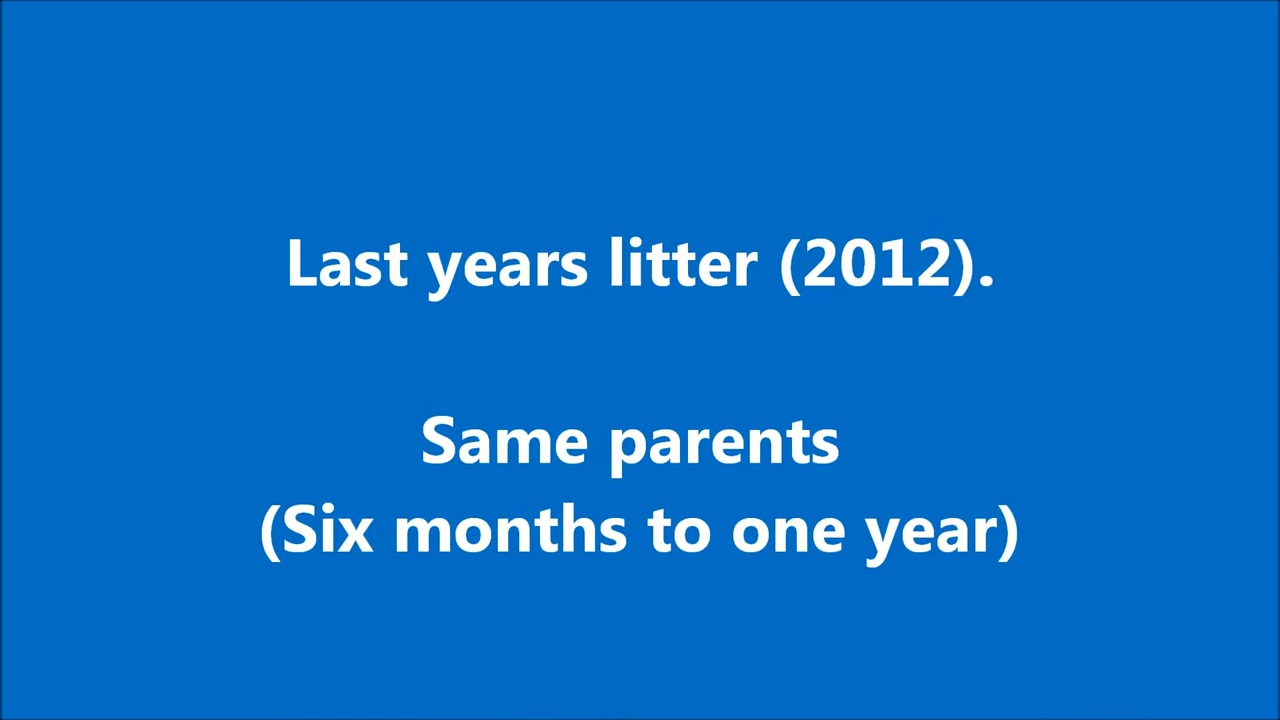 Last years litter (2012).
Same parents
(Six months to one year)